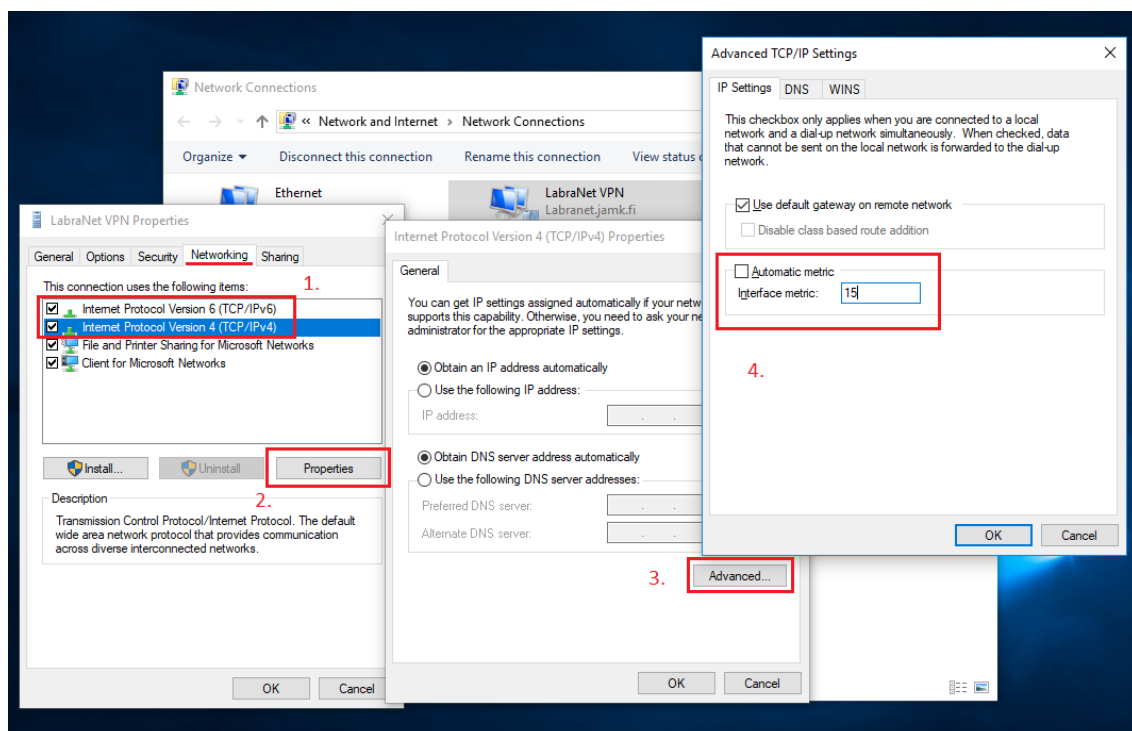 Network Connections
« Network and Internet > Network Connections
Organize Disconnect this connection Rename this connection View status
Ethernet
LabraNet VPN
Labranet.jamk.fi
LabraNet VPN Properties
General Options Security Networking Sharing
1.
This connection uses the following items:
Internet Protocol Version 6 (TCP/IPv6)
Internet Protocol Version 4 (TCP/IPv4)
File and Printer Sharing for Microsoft Networks
Client for Microsoft Networks
Install... Uninstall Properties
2.
Description
Transmission Control Protocol/Internet Protocol. The default
wide area network protocol that provides communication
across diverse interconnected networks.
OK Cancel
Internet Protocol Version 4 (TCP/IPv4) Properties
General
You can get IP settings assigned automatically if your netw
supports this capability. Otherwise, you need to ask your ne
administrator for the appropriate IP settings.
Obtain an IP address automatically
Use the following IP address:
IP address:
Obtain DNS server address automatically
Use the following DNS server addresses:
Preferred DNS server:
Alternate DNS server:
3.
Advanced...
OK Cancel
Advanced TCP/IP Settings
IP Settings DNS WINS
This checkbox only applies when you are connected to a local
network and a dial-up network simultaneously. When checked, data
that cannot be sent on the local network is forwarded to the dial-up
network.
Use default gateway on remote network
Disable class based route addition
Automatic metric
Interface metric: 15
4.
OK Cancel